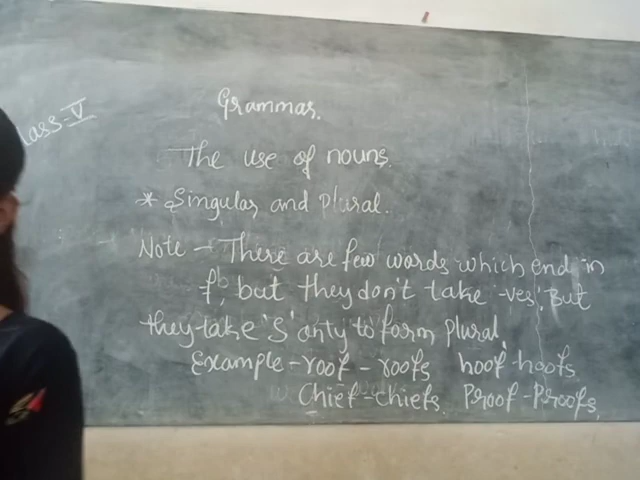 lass-V
Grammar.
The use of nouns.
* Singular and plural.
Note - There are few words which end in
f, but they don't take -ves. But
they take 's' only to form plural.
Example - roof - roofs hoof - hoofs
Chief - chiefs. Proof - Proofs.